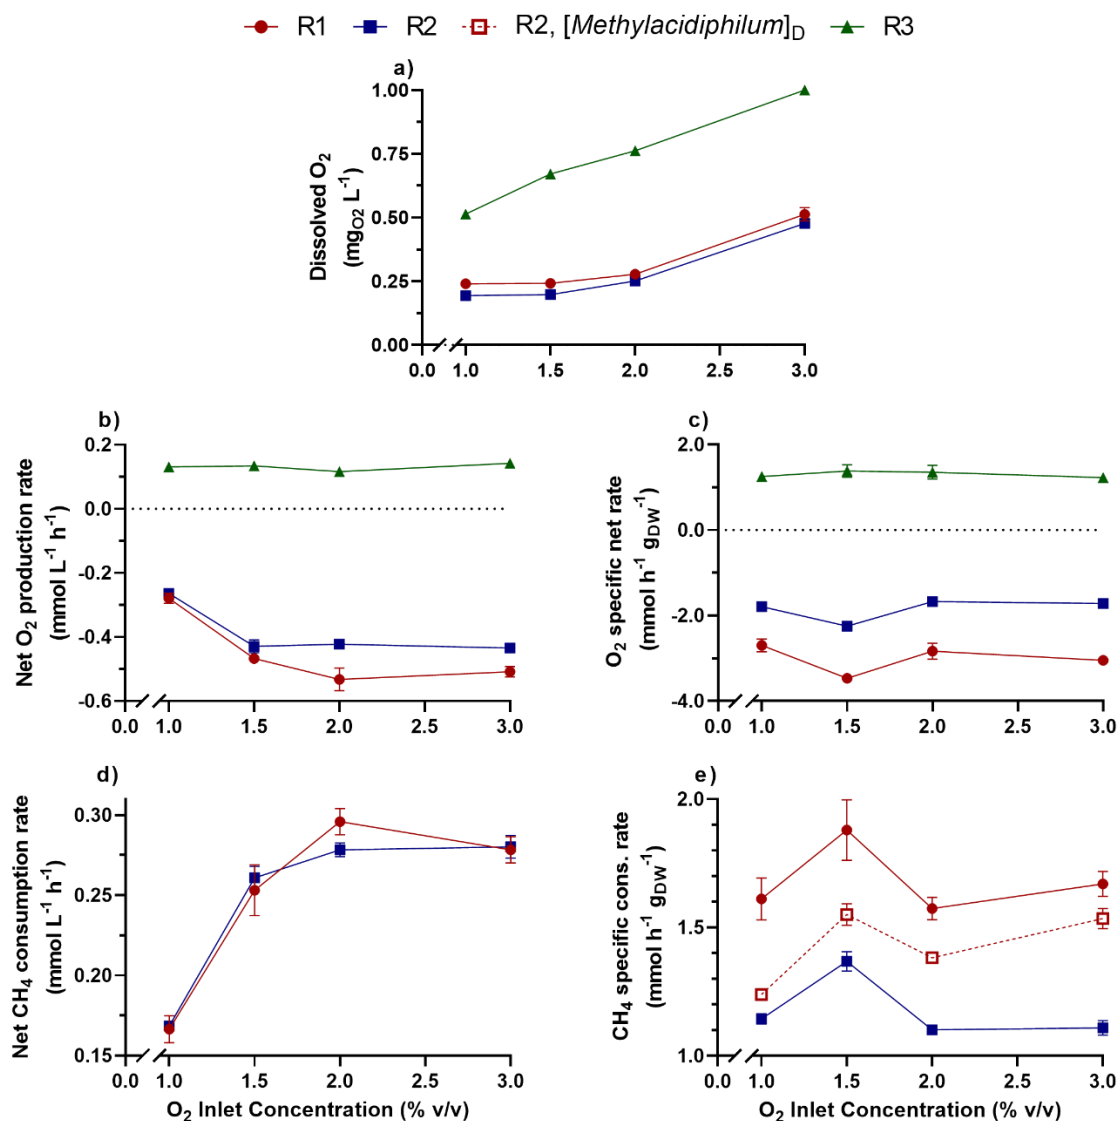 R1 R2 R2, [Methylacidiphilum]D R3
a)
Dissolved O2
(mgO2 L-1)
1.00
0.75
0.50
0.25
0.00
0.0 1.0 1.5 2.0 2.5 3.0
b)
Net O2 production rate
(mmol L-1 h-1)
0.2
0.0
-0.2
-0.4
-0.6
0.0 1.0 1.5 2.0 2.5 3.0
c)
O2 specific net rate
(mmol h-1 gDW-1)
2.0
0.0
-2.0
-4.0
0.0 1.0 1.5 2.0 2.5 3.0
d)
Net CH4 consumption rate
(mmol L-1 h-1)
0.30
0.25
0.20
0.15
0.0 1.0 1.5 2.0 2.5 3.0
O2 Inlet Concentration (% v/v)
e)
CH4 specific cons. rate
(mmol h-1 gDW-1)
2.0
1.5
1.0
0.0 1.0 1.5 2.0 2.5 3.0
O2 Inlet Concentration (% v/v)